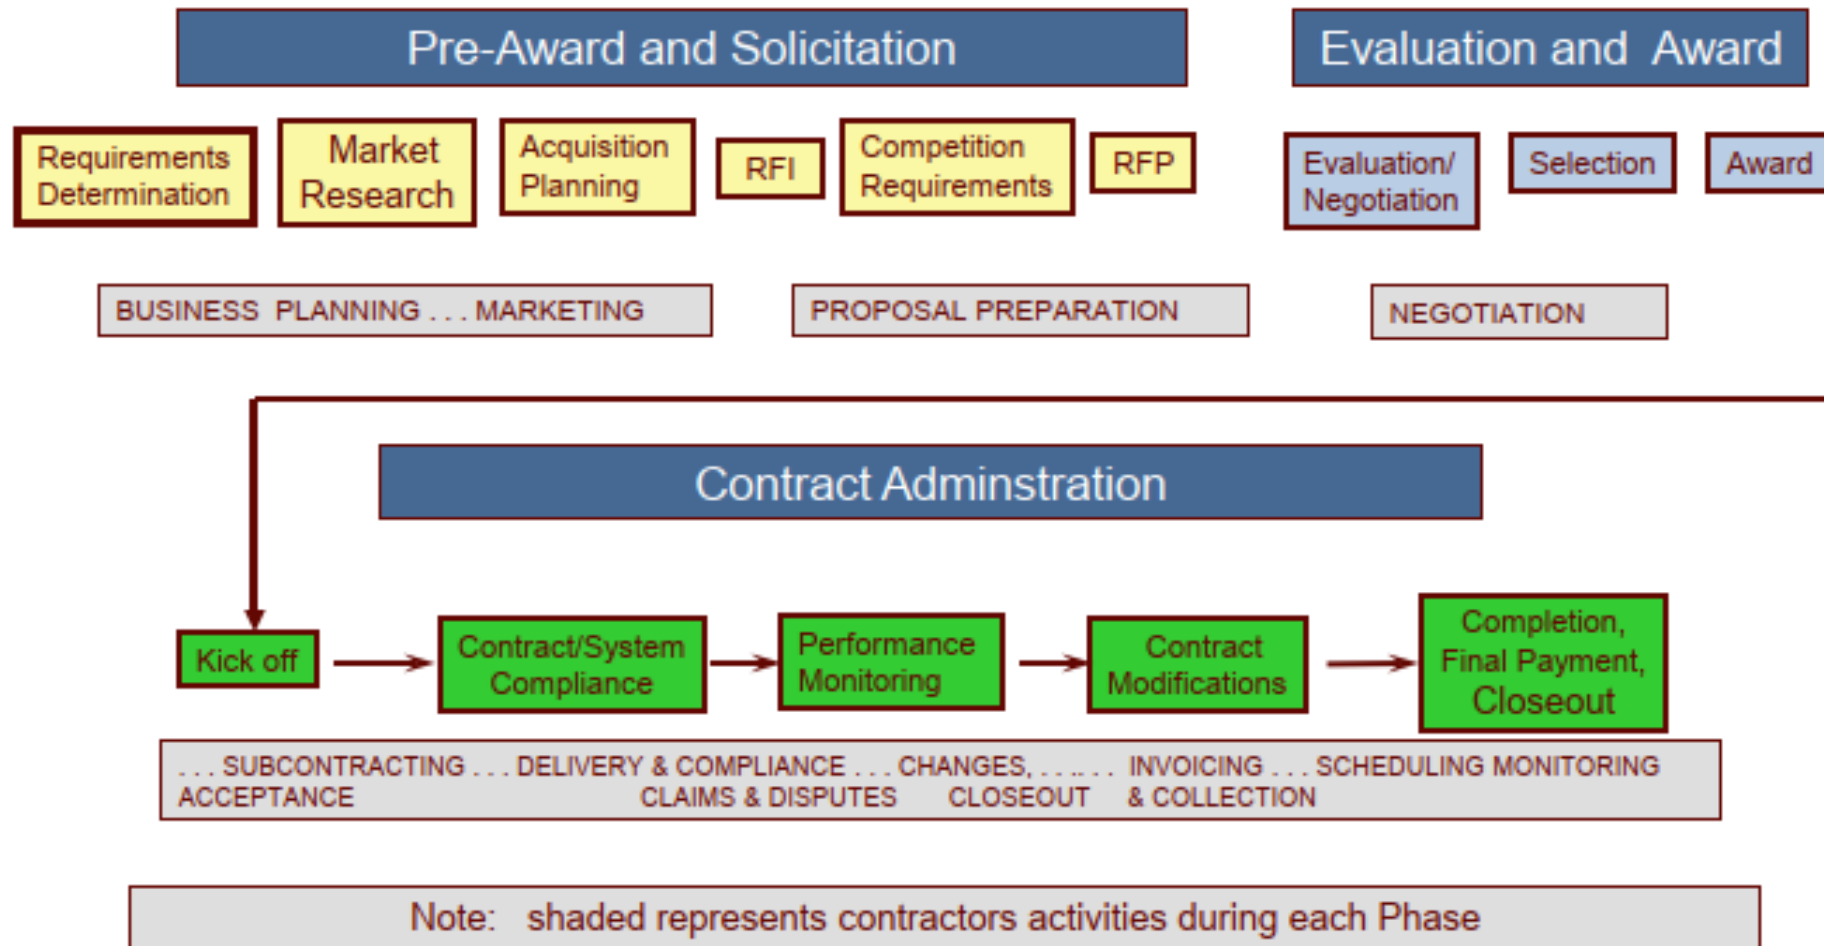 Pre-Award and Solicitation
Evaluation and Award
Requirements
Determination
Market
Research
Acquisition
Planning
RFI
Competition
Requirements
RFP
Evaluation/
Negotiation
Selection
Award
BUSINESS PLANNING . . . MARKETING
PROPOSAL PREPARATION
NEGOTIATION
Contract Adminstration
Kick off
Contract/System
Compliance
Performance
Monitoring
Contract
Modifications
Completion,
Final Payment,
Closeout
. . . SUBCONTRACTING . . . DELIVERY & COMPLIANCE . . . CHANGES, . . ... . . INVOICING . . . SCHEDULING MONITORING
ACCEPTANCE CLAIMS & DISPUTES CLOSEOUT & COLLECTION
Note: shaded represents contractors activities during each Phase